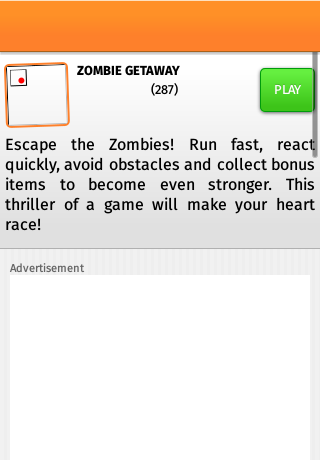 ZOMBIE GETAWAY
(287)
PLAY
Escape the Zombies! Run fast, react
quickly, avoid obstacles and collect bonus
items to become even stronger. This
thriller of a game will make your heart
race!
Advertisement